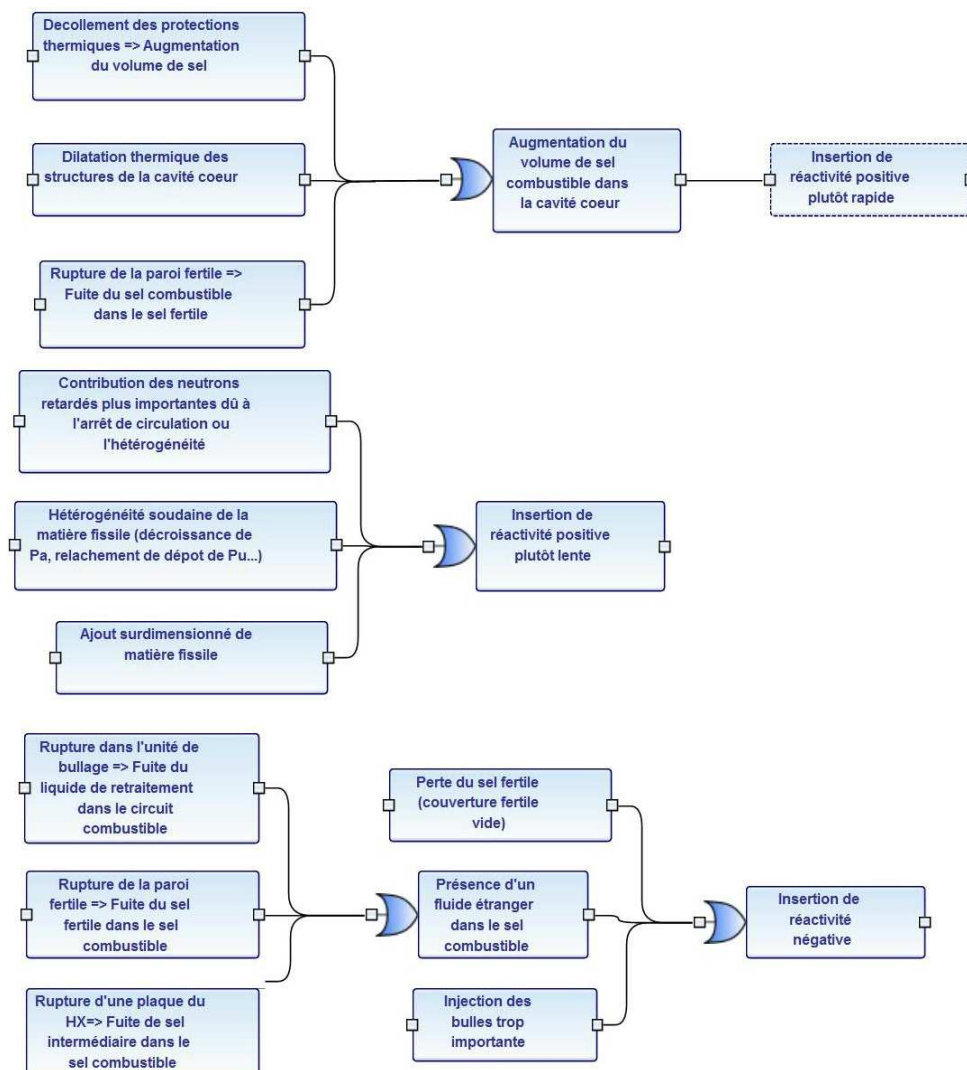 Decollement des protections
thermiques => Augmentation
du volume de sel
Dilatation thermique des
structures de la cavité coeur
Augmentation du
volume de sel
combustible dans
la cavité coeur
Insertion de
réactivité positive
plutôt rapide
Rupture de la paroi fertile =>
Fuite du sel combustible
dans le sel fertile
Contribution des neutrons
retardés plus importantes dû à
l'arrêt de circulation ou
l'hétérogénéité
Hétérogénéité soudaine de la
matière fissile (décroissance de
Pa, relachement de dépot de Pu...)
Insertion de
réactivité positive
plutôt lente
Ajout surdimensionné de
matière fissile
Rupture dans l'unité de
bullage => Fuite du
liquide de retraitement
dans le circuit
combustible
Perte du sel fertile
(couverture fertile
vide)
Rupture de la paroi
fertile => Fuite du sel
fertile dans le sel
combustible
Présence d'un
fluide étranger
dans le sel
combustible
Insertion de
réactivité
négative
Rupture d'une plaque du
HX=> Fuite de sel
intermédiaire dans le
sel combustible
Injection des
bulles trop
importante